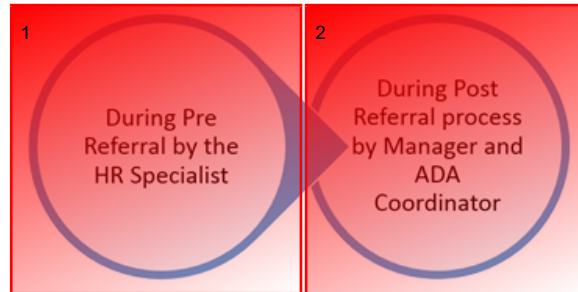 1
During Pre
Referral by the
HR Specialist
2
During Post
Referral process
by Manager and
ADA
Coordinator